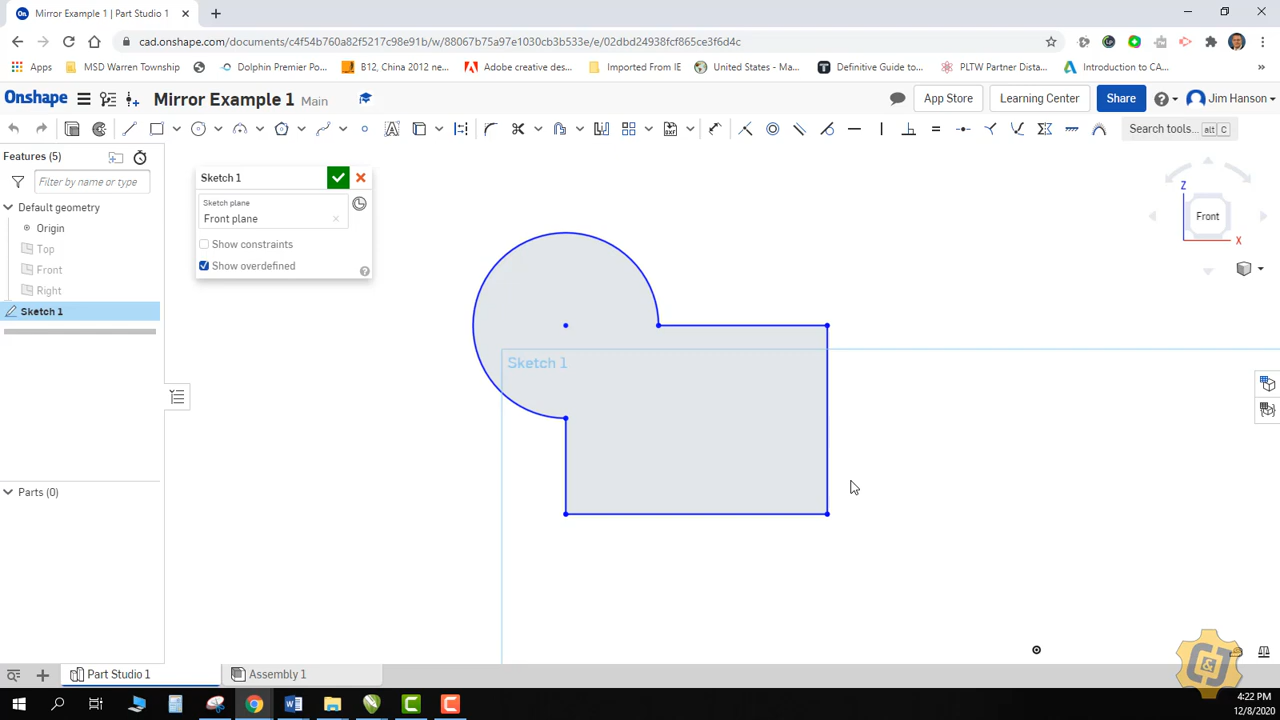 Mirror Example 1 | Part Studio 1
cad.onshape.com/documents/c4f54b760a82f5217c98e91b/w/88067b75a97e1030cb3b533e/e/02dbd24938fcf865ce3f6d4c
Apps MSD Warren Township Dolphin Premier Po... B12, China 2012 ne... Adobe creative des... Imported From IE United States - Ma... Definitive Guide to... PLTW Partner Distan... Introduction to CA... »
Onshape Mirror Example 1 Main App Store Learning Center Share Jim Hanson
Search tools... alt C
Features (5)
Filter by name or type
Default geometry
Origin
Top
Front
Right
Sketch 1
Parts (0)
Sketch 1
Sketch plane
Front plane
Show constraints
Show overdefined
Sketch 1
Z
Front
X
Part Studio 1 Assembly 1
C&J
4:22 PM
12/8/2020